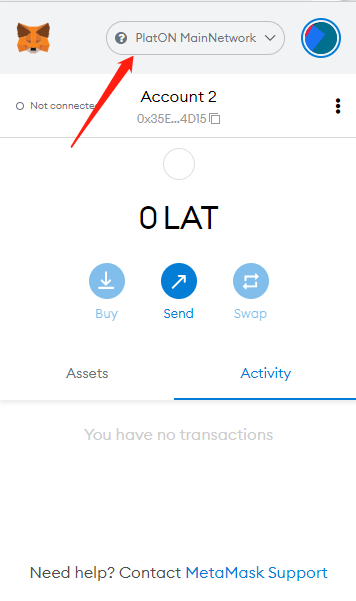 PlatON MainNetwork
Not connected
Account 2
0x35E...4D15
0 LAT
Buy
Send
Swap
Assets
Activity
You have no transactions
Need help? Contact MetaMask Support